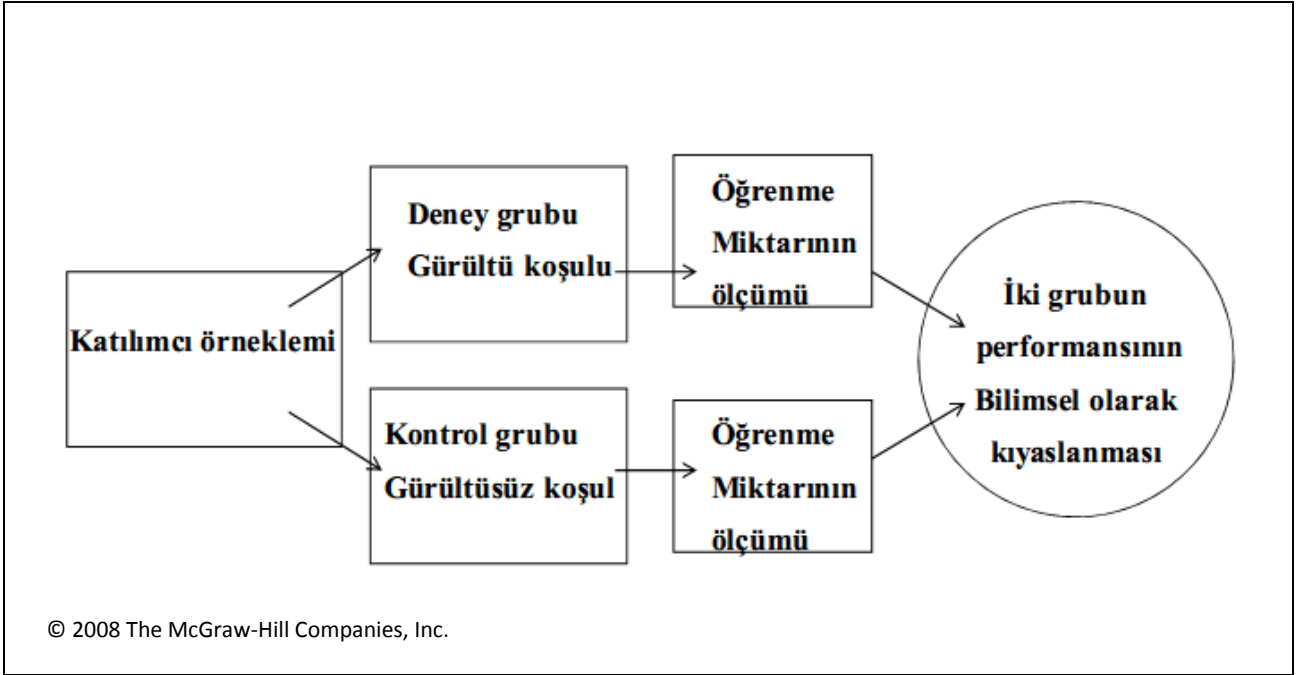 Katılımcı örneklemi
Deney grubu
Gürültü koşulu
Öğrenme
Miktarının
ölçümü
Kontrol grubu
Gürültüsüz koşul
Öğrenme
Miktarının
ölçümü
İki grubun
performansının
Bilimsel olarak
kıyaslanması
© 2008 The McGraw-Hill Companies, Inc.